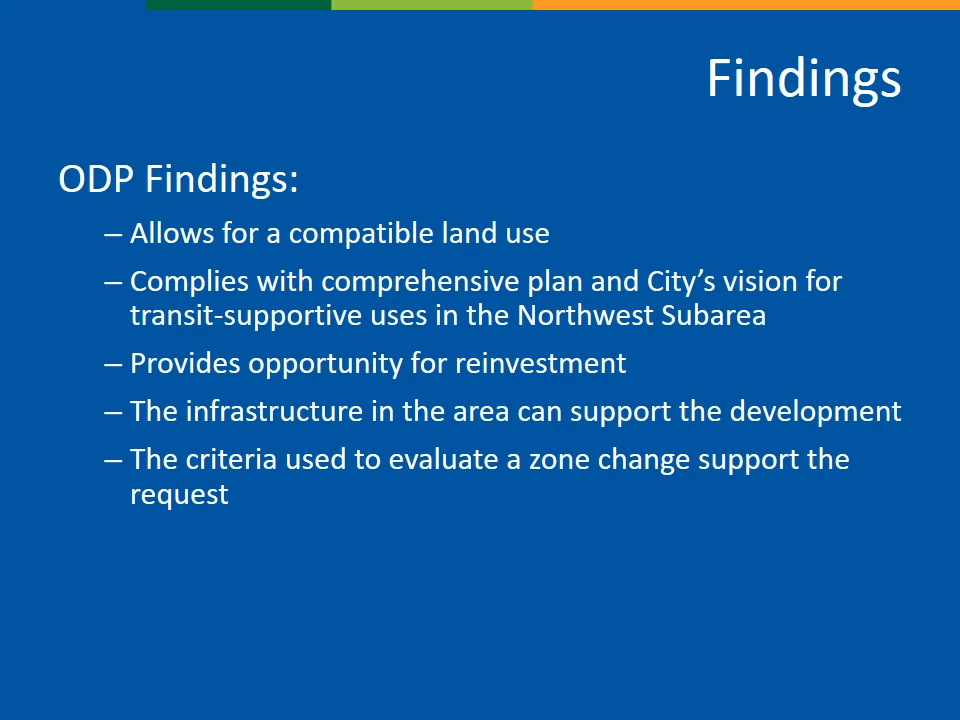 Findings
ODP Findings:
– Allows for a compatible land use
– Complies with comprehensive plan and City’s vision for
transit-supportive uses in the Northwest Subarea
– Provides opportunity for reinvestment
– The infrastructure in the area can support the development
– The criteria used to evaluate a zone change support the
request